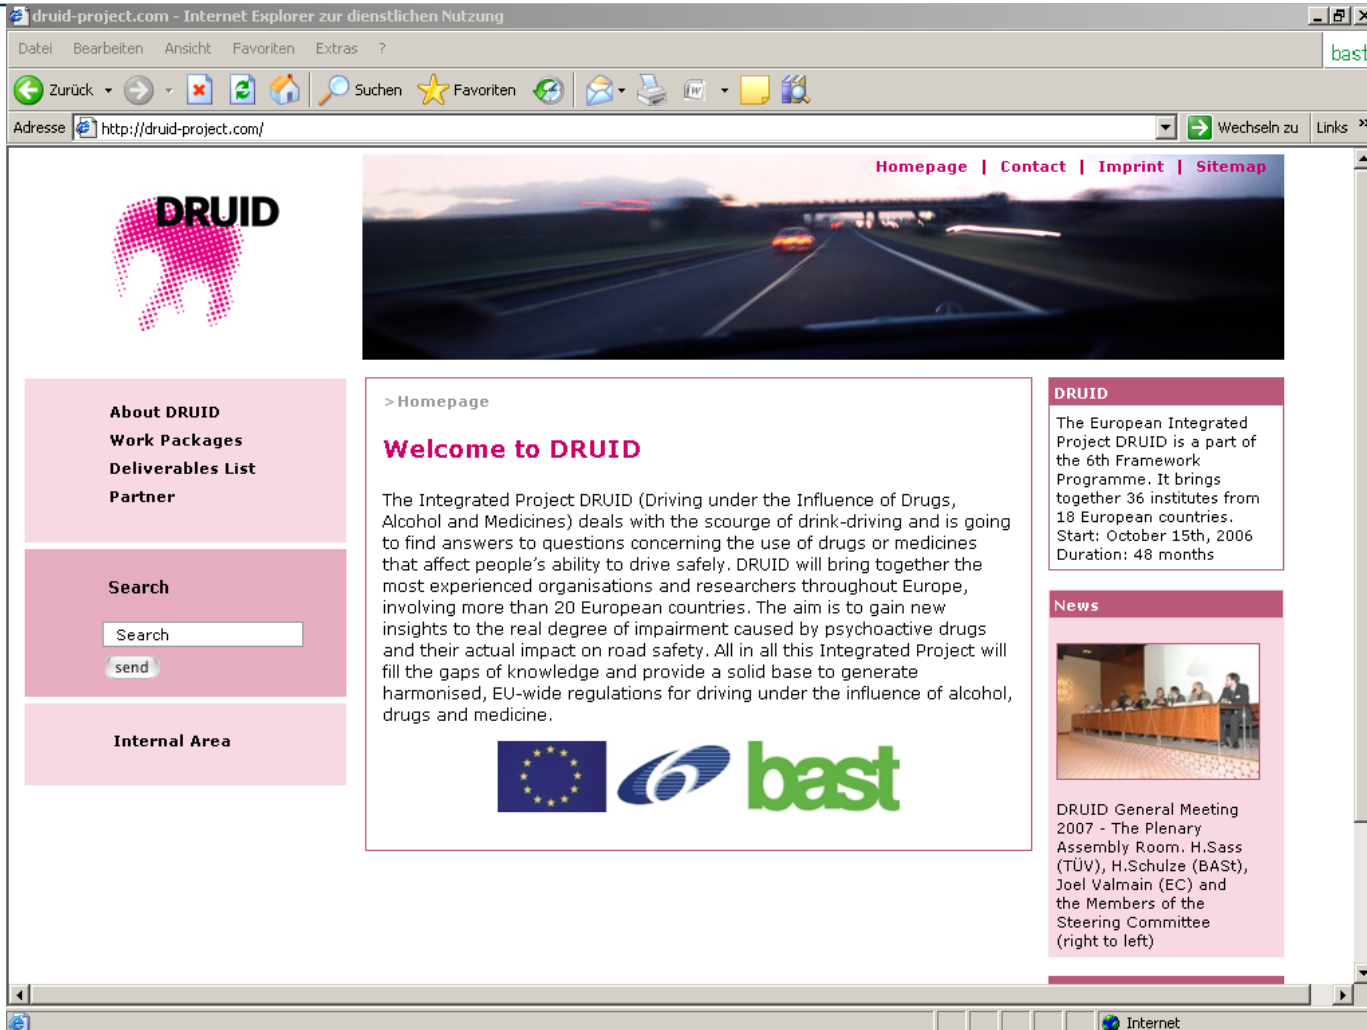 druid-project.com - Internet Explorer zur dienstlichen Nutzung
Datei Bearbeiten Ansicht Favoriten Extras ?
bast
Zurück Suchen Favoriten
Adresse http://druid-project.com/ Wechseln zu Links »
Homepage | Contact | Imprint | Sitemap
DRUID
About DRUID
Work Packages
Deliverables List
Partner
Search
Search
send
Internal Area
>Homepage
Welcome to DRUID
The Integrated Project DRUID (Driving under the Influence of Drugs,
Alcohol and Medicines) deals with the scourge of drink-driving and is going
to find answers to questions concerning the use of drugs or medicines
that affect people's ability to drive safely. DRUID will bring together the
most experienced organisations and researchers throughout Europe,
involving more than 20 European countries. The aim is to gain new
insights to the real degree of impairment caused by psychoactive drugs
and their actual impact on road safety. All in all this Integrated Project will
fill the gaps of knowledge and provide a solid base to generate
harmonised, EU-wide regulations for driving under the influence of alcohol,
drugs and medicine.
6 bast
DRUID
The European Integrated
Project DRUID is a part of
the 6th Framework
Programme. It brings
together 36 institutes from
18 European countries.
Start: October 15th, 2006
Duration: 48 months
News
DRUID General Meeting
2007 - The Plenary
Assembly Room. H.Sass
(TÜV), H.Schulze (BASt),
Joel Valmain (EC) and
the Members of the
Steering Committee
(right to left)
Internet